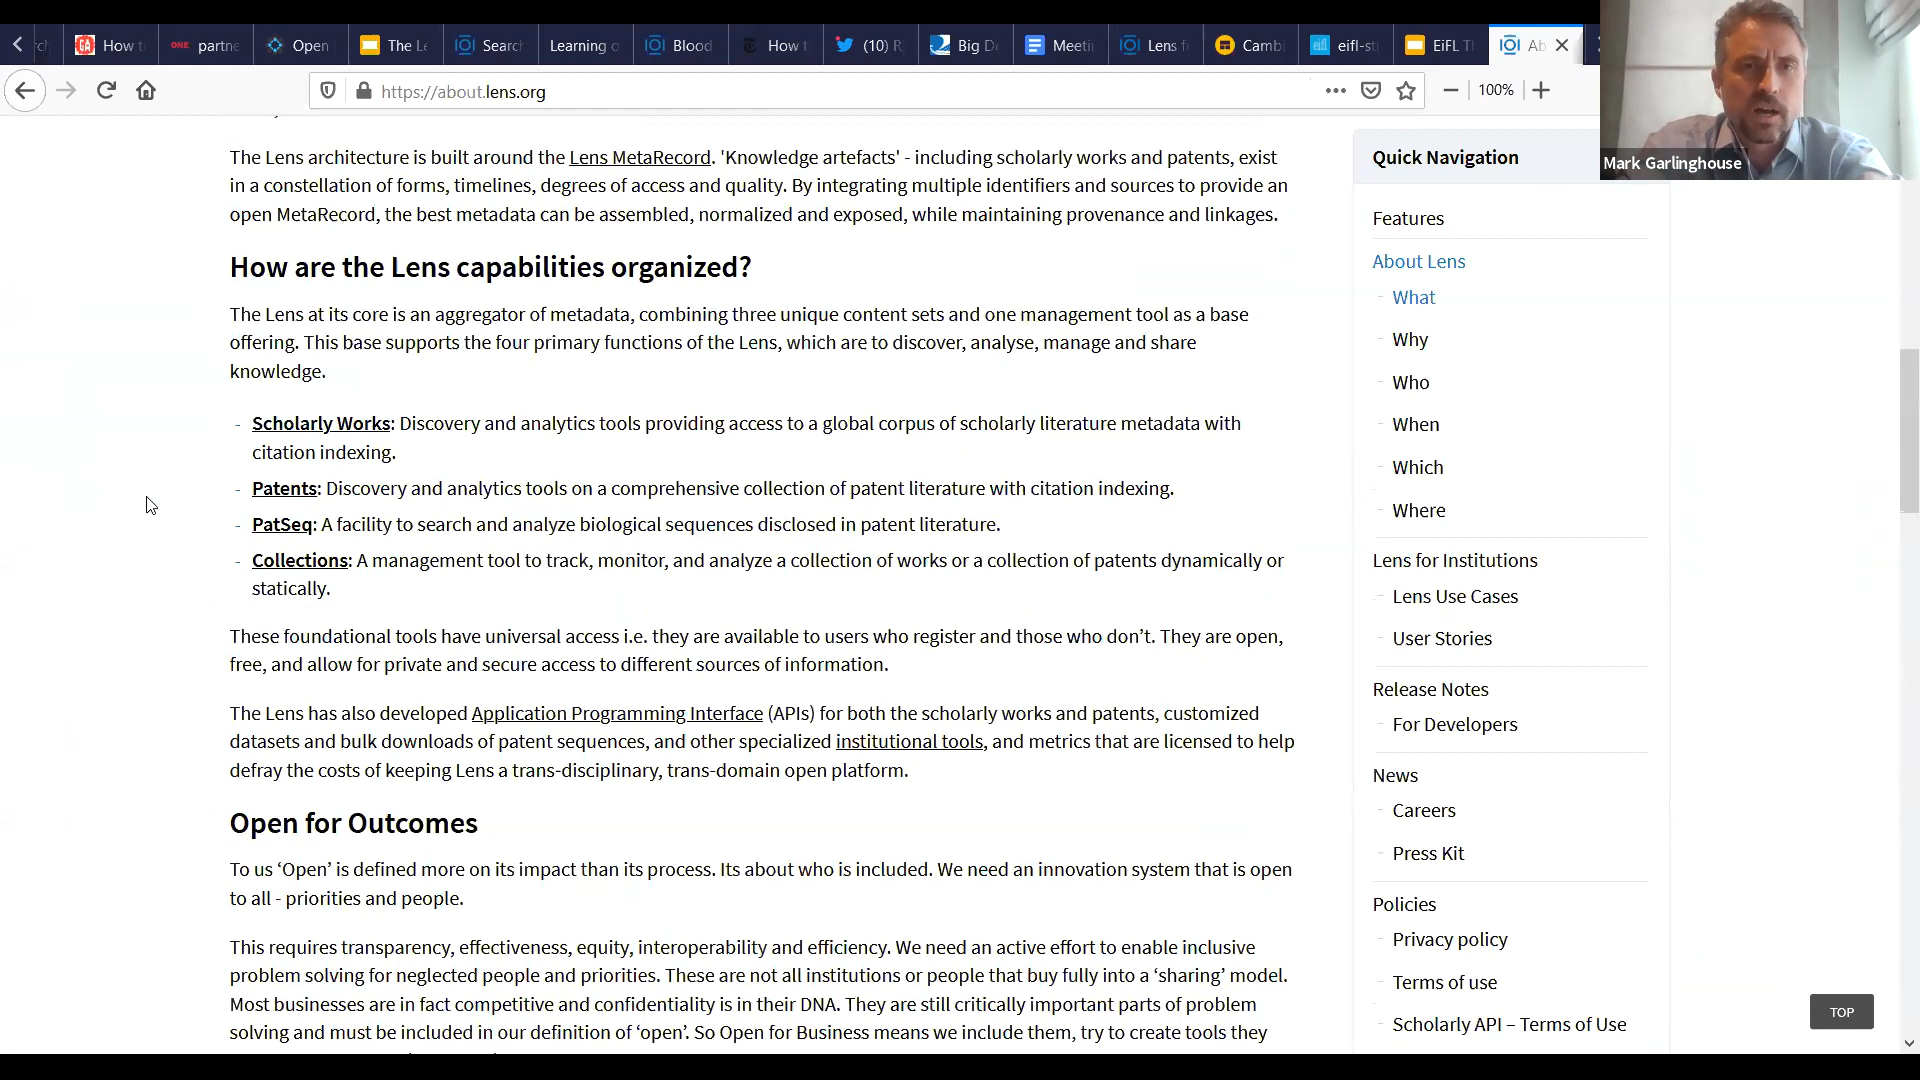 How t
ONE partne
Open
The Le
Search
Learning o
Blood
How t
(10) R
Big D
Meeti
Lens f
Cambi
eifl eifl-st
EiFL T
Ab
https://about.lens.org
100%
Mark Garlinghouse
The Lens architecture is built around the Lens MetaRecord. 'Knowledge artefacts' - including scholarly works and patents, exist
in a constellation of forms, timelines, degrees of access and quality. By integrating multiple identifiers and sources to provide an
open MetaRecord, the best metadata can be assembled, normalized and exposed, while maintaining provenance and linkages.
How are the Lens capabilities organized?
The Lens at its core is an aggregator of metadata, combining three unique content sets and one management tool as a base
offering. This base supports the four primary functions of the Lens, which are to discover, analyse, manage and share
knowledge.
- Scholarly Works: Discovery and analytics tools providing access to a global corpus of scholarly literature metadata with
citation indexing.
- Patents: Discovery and analytics tools on a comprehensive collection of patent literature with citation indexing.
- PatSeq: A facility to search and analyze biological sequences disclosed in patent literature.
- Collections: A management tool to track, monitor, and analyze a collection of works or a collection of patents dynamically or
statically.
These foundational tools have universal access i.e. they are available to users who register and those who don’t. They are open,
free, and allow for private and secure access to different sources of information.
The Lens has also developed Application Programming Interface (APIs) for both the scholarly works and patents, customized
datasets and bulk downloads of patent sequences, and other specialized institutional tools, and metrics that are licensed to help
defray the costs of keeping Lens a trans-disciplinary, trans-domain open platform.
Open for Outcomes
To us ‘Open’ is defined more on its impact than its process. Its about who is included. We need an innovation system that is open
to all - priorities and people.
This requires transparency, effectiveness, equity, interoperability and efficiency. We need an active effort to enable inclusive
problem solving for neglected people and priorities. These are not all institutions or people that buy fully into a ‘sharing’ model.
Most businesses are in fact competitive and confidentiality is in their DNA. They are still critically important parts of problem
solving and must be included in our definition of ‘open’. So Open for Business means we include them, try to create tools they
Quick Navigation
Features
About Lens
- What
- Why
- Who
- When
- Which
- Where
Lens for Institutions
- Lens Use Cases
- User Stories
Release Notes
- For Developers
News
- Careers
- Press Kit
Policies
- Privacy policy
- Terms of use
- Scholarly API – Terms of Use
TOP